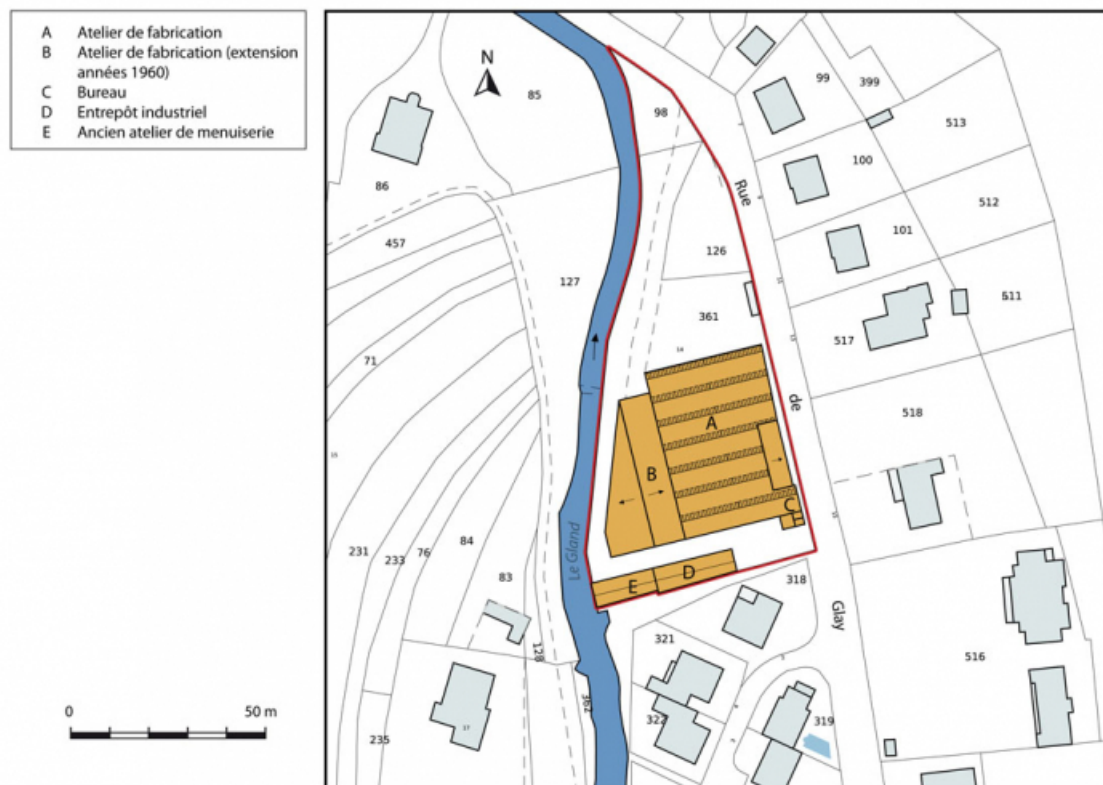 A Atelier de fabrication
B Atelier de fabrication (extension
années 1960)
C Bureau
D Entrepôt industriel
E Ancien atelier de menuiserie
N
85
98
99
399
513
86
100
457
Rue
512
126
101
127
511
361
517
71
14
de
518
A
B
C
231
233
76
84
Le Gland
83
E
D
318
Glay
321
516
128
362
322
319
0
50 m
17
235